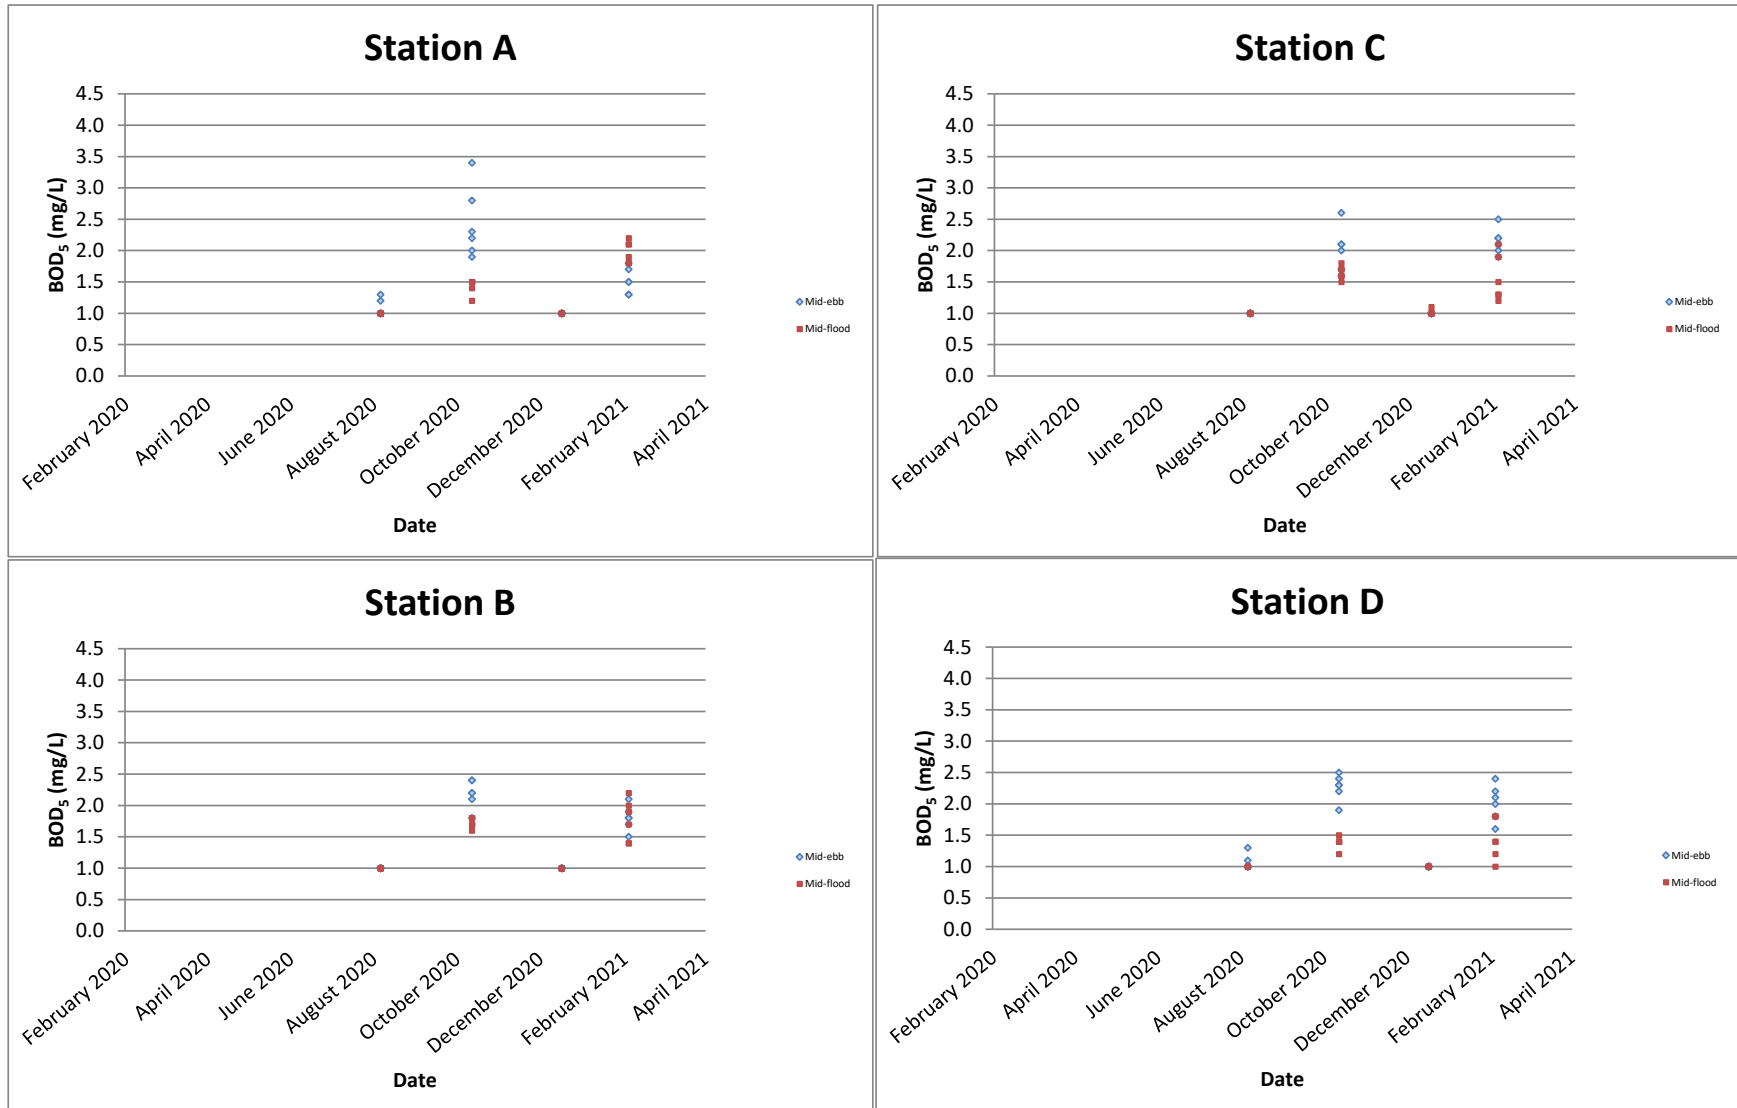 Station A
4.5
4.0
3.5
3.0
2.5
2.0
1.5
1.0
0.5
0.0
BOD5 (mg/L)
February 2020
April 2020
June 2020
August 2020
October 2020
December 2020
February 2021
April 2021
Date
Mid-ebb
Mid-flood
Station C
4.5
4.0
3.5
3.0
2.5
2.0
1.5
1.0
0.5
0.0
BOD5 (mg/L)
February 2020
April 2020
June 2020
August 2020
October 2020
December 2020
February 2021
April 2021
Date
Mid-ebb
Mid-flood
Station B
4.5
4.0
3.5
3.0
2.5
2.0
1.5
1.0
0.5
0.0
BOD5 (mg/L)
February 2020
April 2020
June 2020
August 2020
October 2020
December 2020
February 2021
April 2021
Date
Mid-ebb
Mid-flood
Station D
4.5
4.0
3.5
3.0
2.5
2.0
1.5
1.0
0.5
0.0
BOD5 (mg/L)
February 2020
April 2020
June 2020
August 2020
October 2020
December 2020
February 2021
April 2021
Date
Mid-ebb
Mid-flood